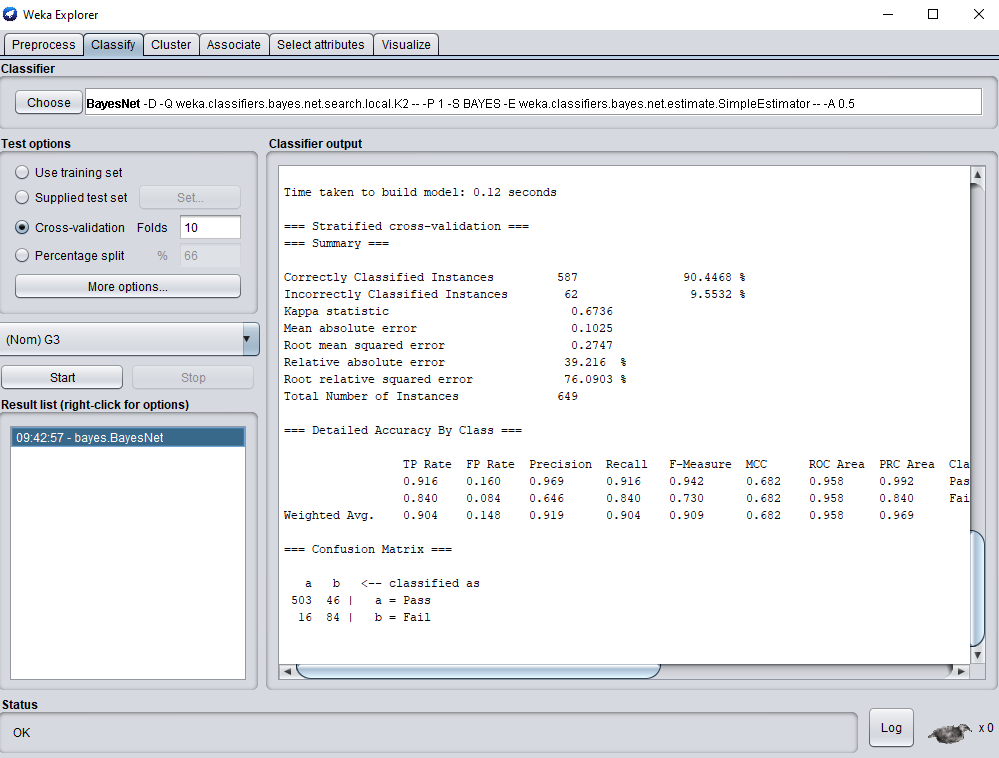 Weka Explorer
Preprocess Classify Cluster Associate Select attributes Visualize
Classifier
Choose BayesNet -D -Q weka.classifiers.bayes.net.search.local.K2 -- -P 1 -S BAYES -E weka.classifiers.bayes.net.estimate.SimpleEstimator -- -A 0.5
Test options
Use training set
Supplied test set Set...
Cross-validation Folds 10
Percentage split % 66
More options...
(Nom) G3
Start Stop
Result list (right-click for options)
09:42:57 - bayes.BayesNet
Classifier output
Time taken to build model: 0.12 seconds
=== Stratified cross-validation ===
=== Summary ===
Correctly Classified Instances 587 90.4468 %
Incorrectly Classified Instances 62 9.5532 %
Kappa statistic 0.6736
Mean absolute error 0.1025
Root mean squared error 0.2747
Relative absolute error 39.216 %
Root relative squared error 76.0903 %
Total Number of Instances 649
=== Detailed Accuracy By Class ===
TP Rate FP Rate Precision Recall F-Measure MCC ROC Area PRC Area Cla
0.916 0.160 0.969 0.916 0.942 0.682 0.958 0.992 Pas
0.840 0.084 0.646 0.840 0.730 0.682 0.958 0.840 Fai
Weighted Avg. 0.904 0.148 0.919 0.904 0.909 0.682 0.958 0.969
=== Confusion Matrix ===
a b <-- classified as
503 46 | a = Pass
16 84 | b = Fail
Status
OK
Log x 0